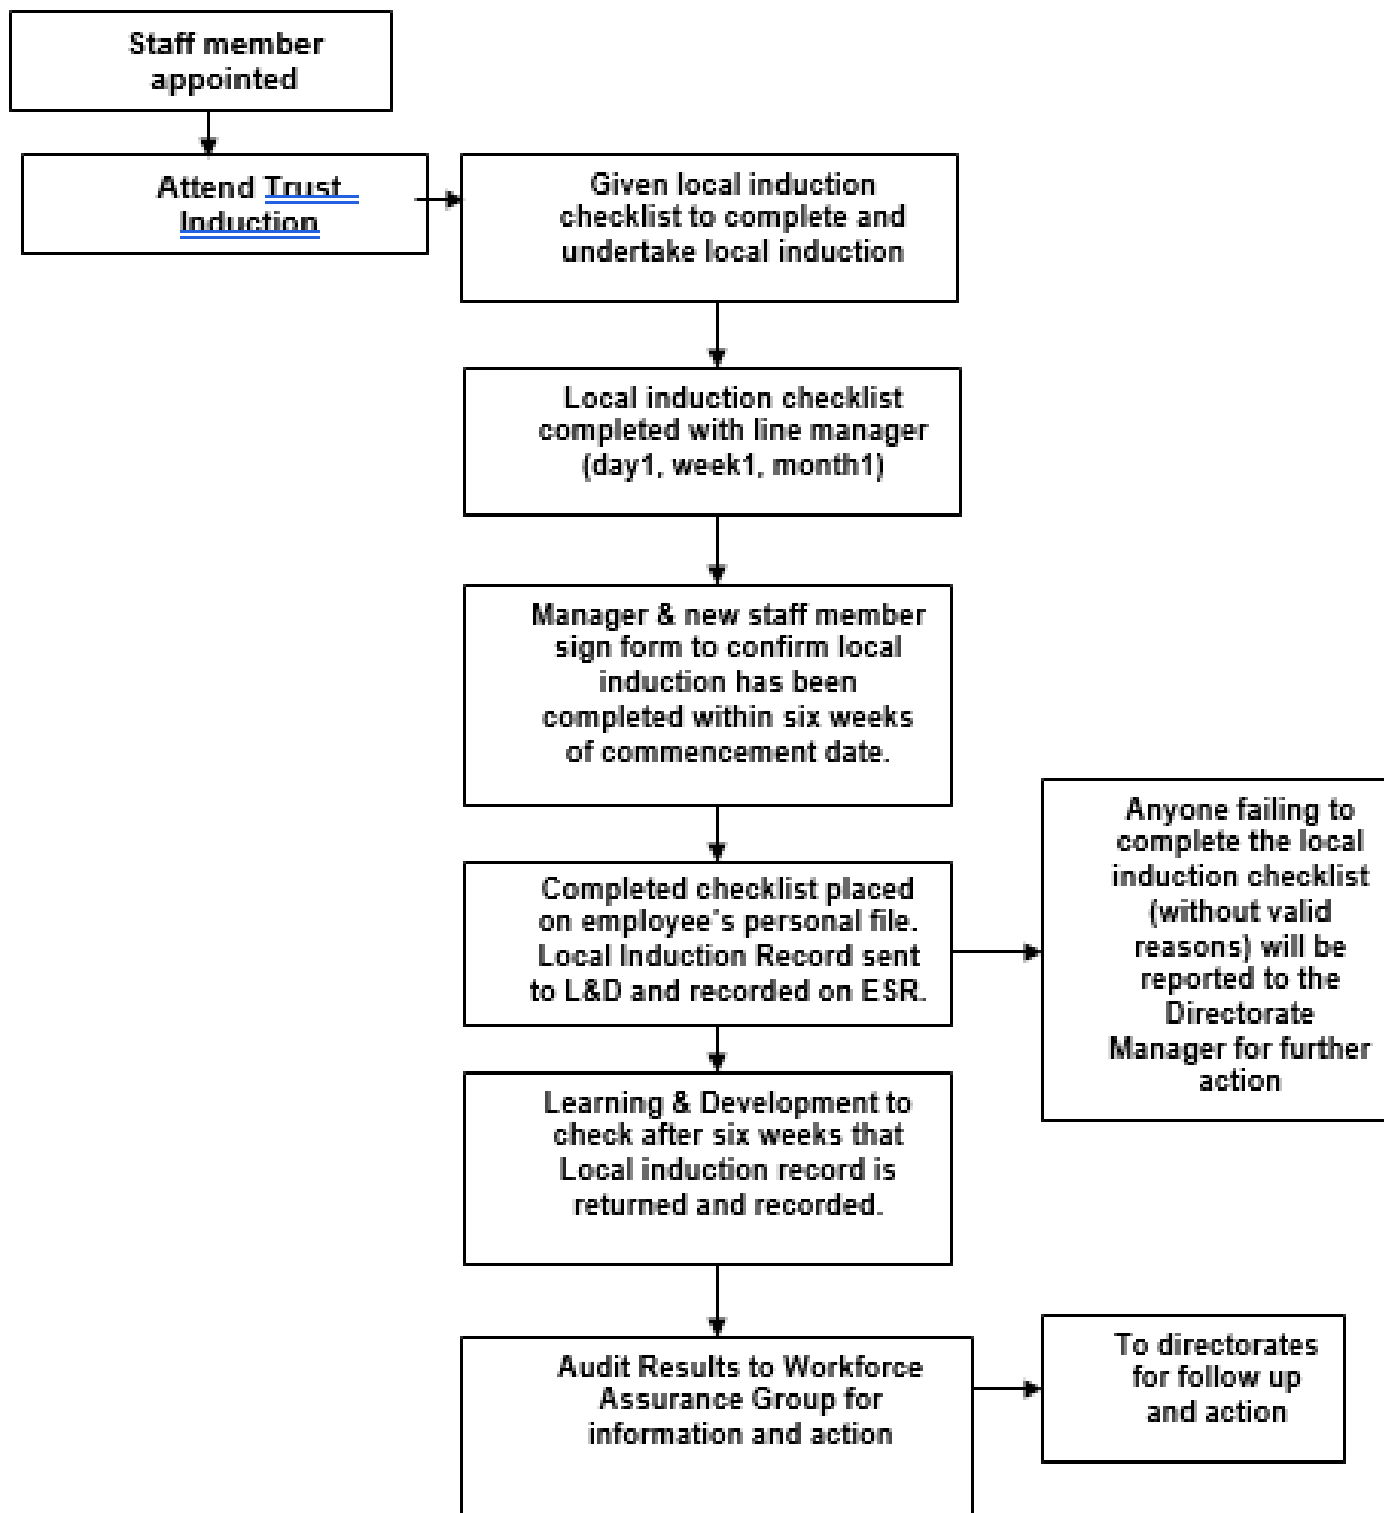 Staff member
appointed
Attend Trust
Induction
Given local induction
checklist to complete and
undertake local induction
Local induction checklist
completed with line manager
(day1, week1, month1)
Manager & new staff member
sign form to confirm local
induction has been
completed within six weeks
of commencement date.
Completed checklist placed
on employee's personal file.
Local Induction Record sent
to L&D and recorded on ESR.
Anyone failing to
complete the local
induction checklist
(without valid
reasons) will be
reported to the
Directorate
Manager for further
action
Learning & Development to
check after six weeks that
Local induction record is
returned and recorded.
Audit Results to Workforce
Assurance Group for
information and action
To directorates
for follow up
and action